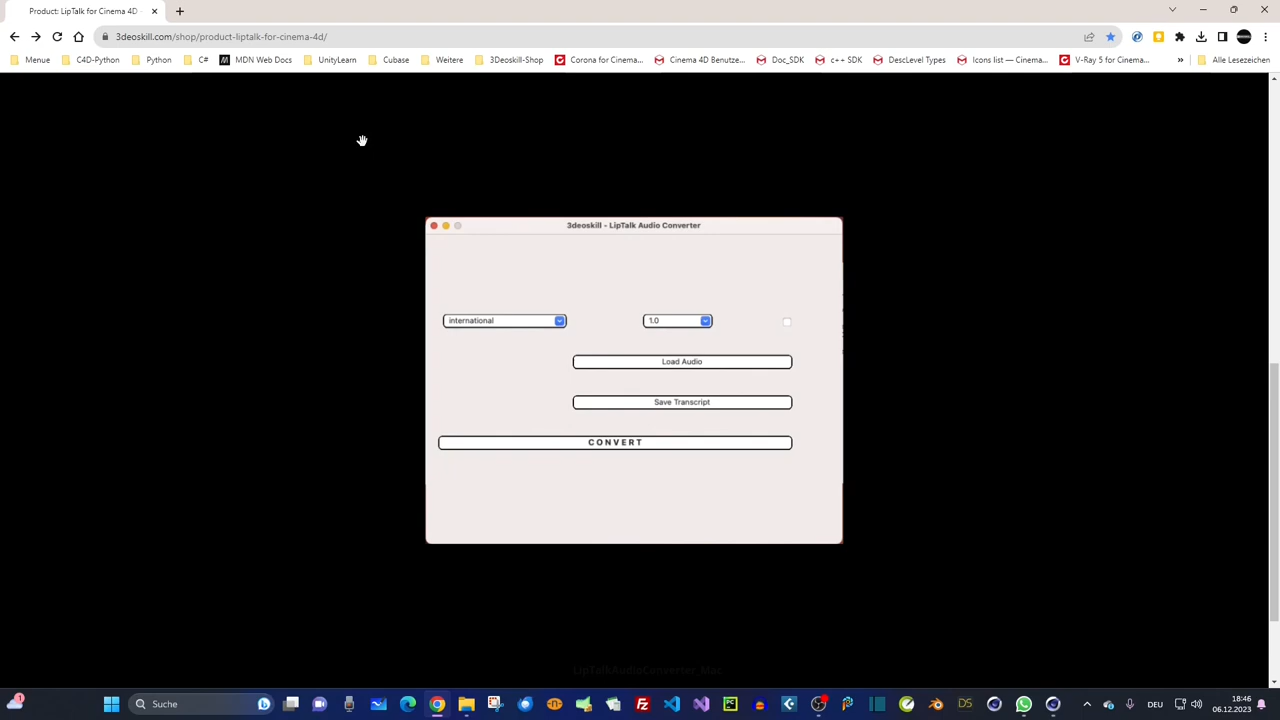 Product: LipTalk for Cinema 4D -
3deoskill.com/shop/product-liptalk-for-cinema-4d/
Menue C4D-Python Python C# MDN Web Docs UnityLearn Cubase Weitere 3Deoskill-Shop Corona for Cinema... Cinema 4D Benutze... Doc_SDK c++ SDK DescLevel Types Icons list — Cinema... V-Ray 5 for Cinema... » Alle Lesezeichen
3deoskill - LipTalk Audio Converter
international 1.0
Load Audio
Save Transcript
CONVERT
LipTalkAudioConverter_Mac
1 Suche DEU 18:46
06.12.2023